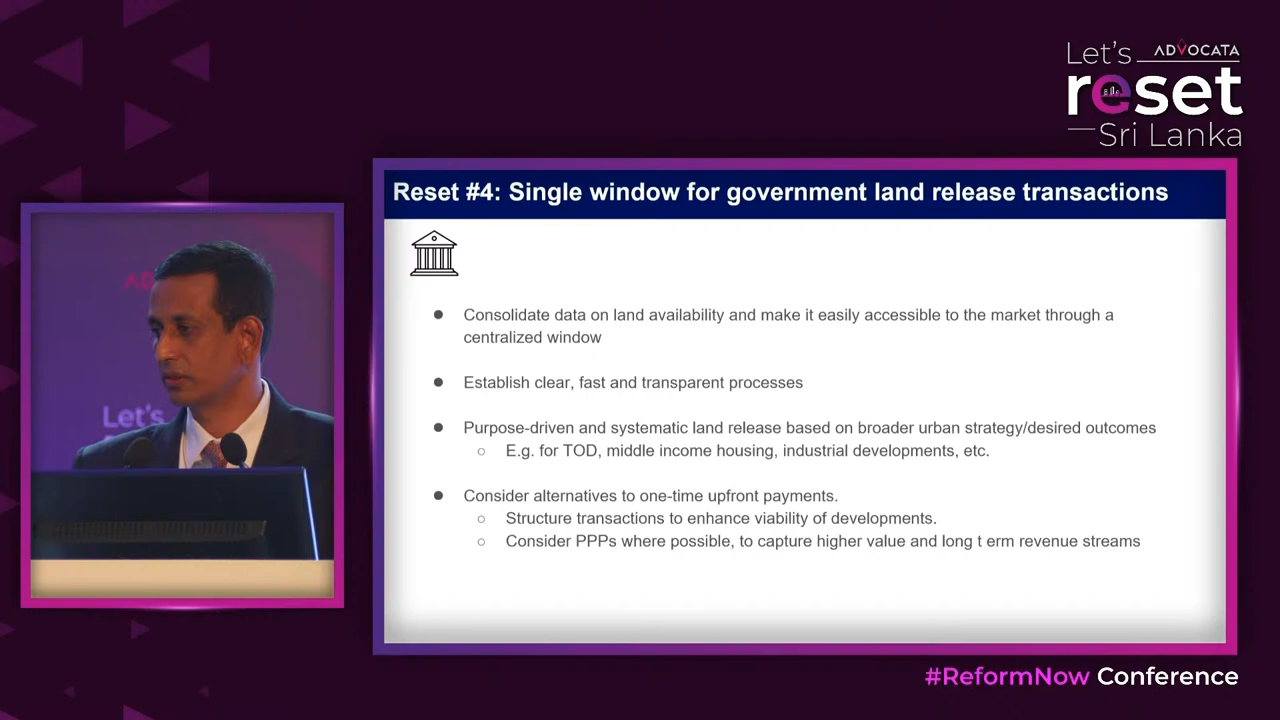 Let's
ADVOCATA
reset
Sri Lanka
Reset #4: Single window for government land release transactions
● Consolidate data on land availability and make it easily accessible to the market through a
centralized window
● Establish clear, fast and transparent processes
● Purpose-driven and systematic land release based on broader urban strategy/desired outcomes
○ E.g. for TOD, middle income housing, industrial developments, etc.
● Consider alternatives to one-time upfront payments.
○ Structure transactions to enhance viability of developments.
○ Consider PPPs where possible, to capture higher value and long t erm revenue streams
AD
Let's
#ReformNow Conference